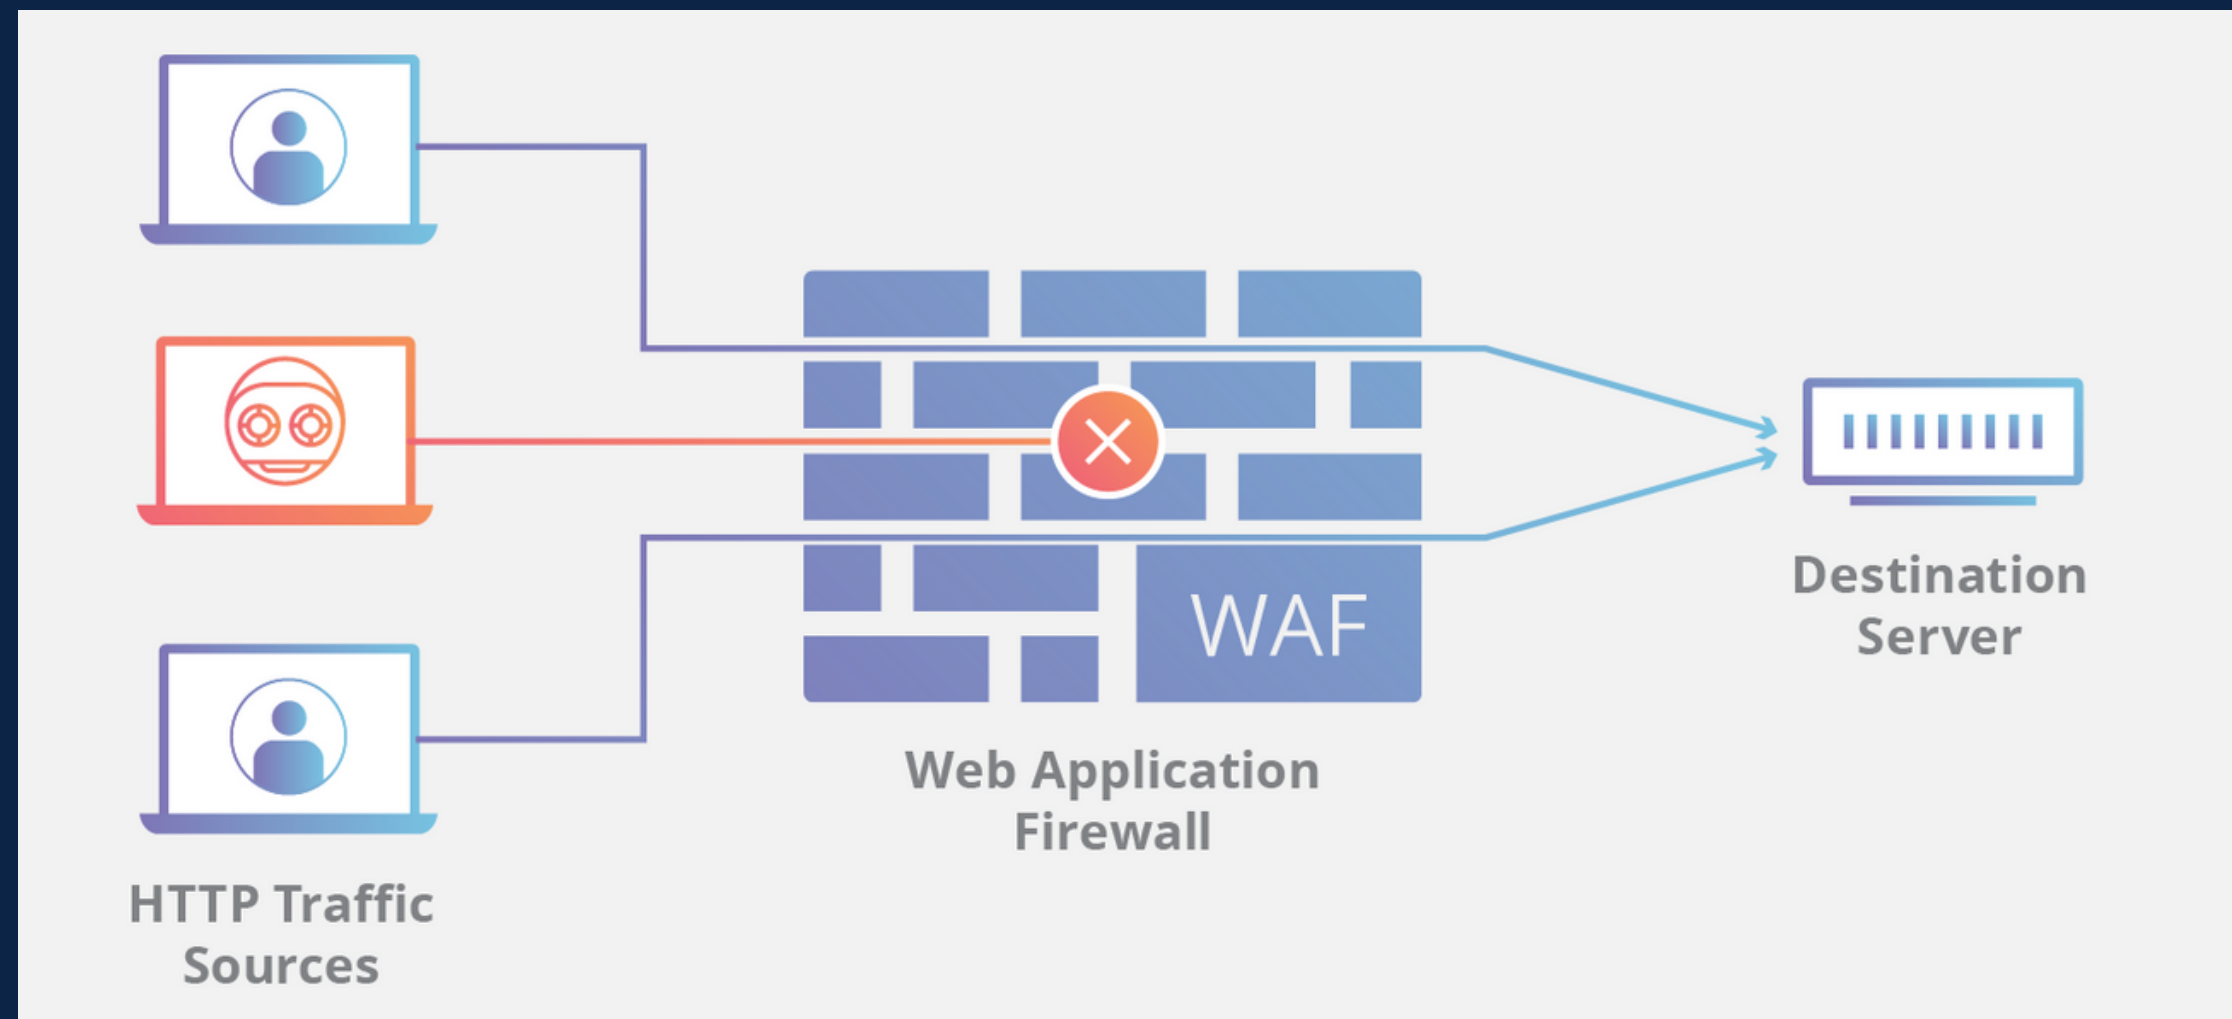 WAF
Destination
Server
Web Application
Firewall
HTTP Traffic
Sources